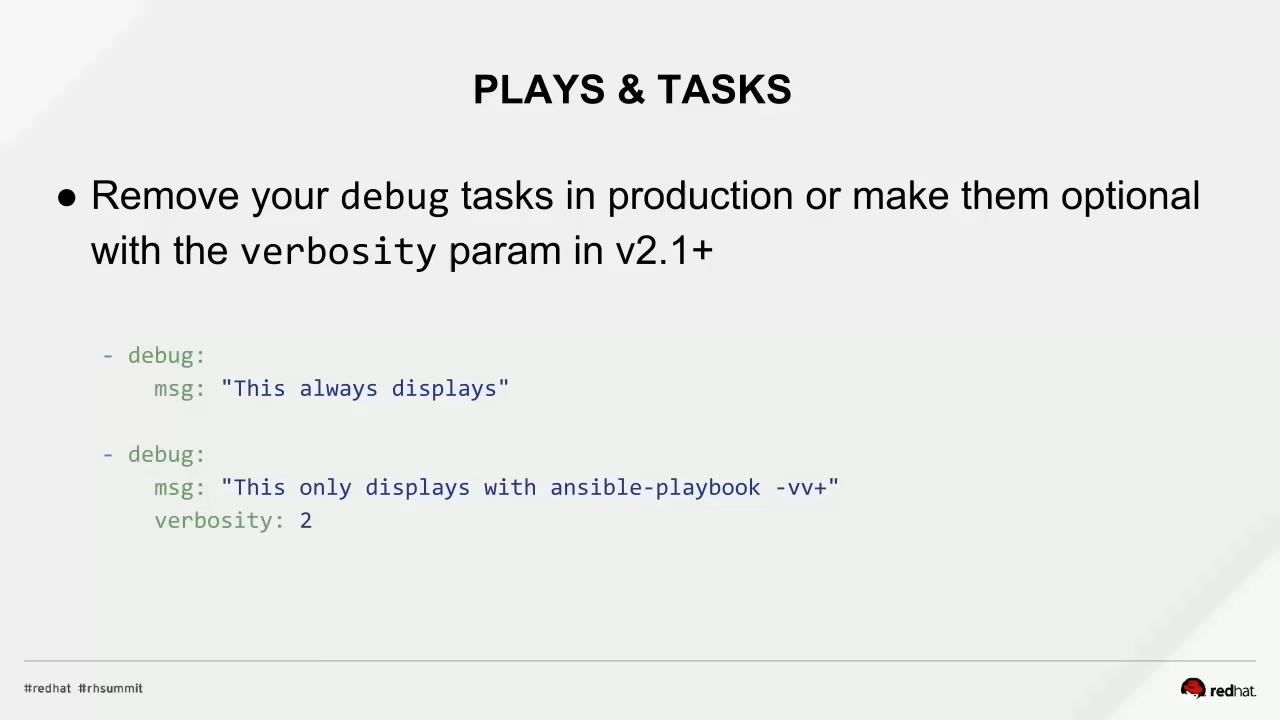 PLAYS & TASKS
● Remove your debug tasks in production or make them optional
with the verbosity param in v2.1+
- debug:
    msg: "This always displays"
- debug:
    msg: "This only displays with ansible-playbook -vv+"
    verbosity: 2
#redhat #rhsummit
redhat.